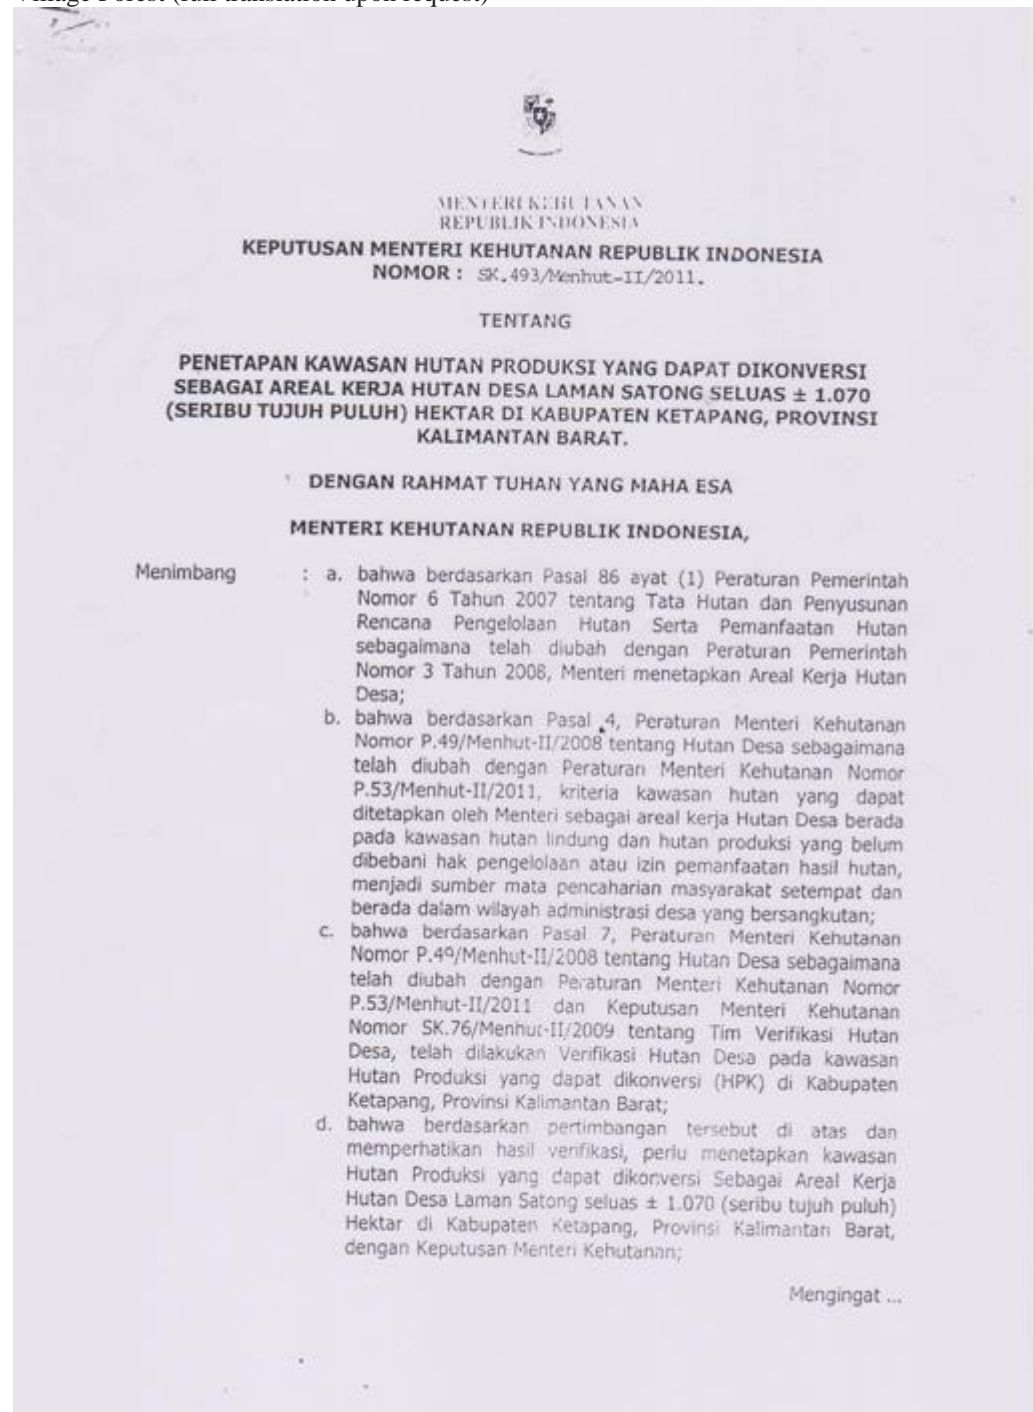 Village Forest (full translation upon request)
MENTERI KEHUTANAN
REPUBLIK INDONESIA
KEPUTUSAN MENTERI KEHUTANAN REPUBLIK INDONESIA
NOMOR : SK.493/Menhut-II/2011.
TENTANG
PENETAPAN KAWASAN HUTAN PRODUKSI YANG DAPAT DIKONVERSI
SEBAGAI AREAL KERJA HUTAN DESA LAMAN SATONG SELUAS ± 1.070
(SERIBU TUJUH PULUH) HEKTAR DI KABUPATEN KETAPANG, PROVINSI
KALIMANTAN BARAT.
DENGAN RAHMAT TUHAN YANG MAHA ESA
MENTERI KEHUTANAN REPUBLIK INDONESIA,
Menimbang : a. bahwa berdasarkan Pasal 86 ayat (1) Peraturan Pemerintah
Nomor 6 Tahun 2007 tentang Tata Hutan dan Penyusunan
Rencana Pengelolaan Hutan Serta Pemanfaatan Hutan
sebagaimana telah diubah dengan Peraturan Pemerintah
Nomor 3 Tahun 2008, Menteri menetapkan Areal Kerja Hutan
Desa;
b. bahwa berdasarkan Pasal 4, Peraturan Menteri Kehutanan
Nomor P.49/Menhut-II/2008 tentang Hutan Desa sebagaimana
telah diubah dengan Peraturan Menteri Kehutanan Nomor
P.53/Menhut-II/2011, kriteria kawasan hutan yang dapat
ditetapkan oleh Menteri sebagai areal kerja Hutan Desa berada
pada kawasan hutan lindung dan hutan produksi yang belum
dibebani hak pengelolaan atau izin pemanfaatan hasil hutan,
menjadi sumber mata pencaharian masyarakat setempat dan
berada dalam wilayah administrasi desa yang bersangkutan;
c. bahwa berdasarkan Pasal 7, Peraturan Menteri Kehutanan
Nomor P.49/Menhut-II/2008 tentang Hutan Desa sebagaimana
telah diubah dengan Peraturan Menteri Kehutanan Nomor
P.53/Menhut-II/2011 dan Keputusan Menteri Kehutanan
Nomor SK.76/Menhut-II/2009 tentang Tim Verifikasi Hutan
Desa, telah dilakukan Verifikasi Hutan Desa pada kawasan
Hutan Produksi yang dapat dikonversi (HPK) di Kabupaten
Ketapang, Provinsi Kalimantan Barat;
d. bahwa berdasarkan pertimbangan tersebut di atas dan
memperhatikan hasil verifikasi, perlu menetapkan kawasan
Hutan Produksi yang dapat dikonversi Sebagai Areal Kerja
Hutan Desa Laman Satong seluas ± 1.070 (seribu tujuh puluh)
Hektar di Kabupaten Ketapang, Provinsi Kalimantan Barat,
dengan Keputusan Menteri Kehutanan;
Mengingat ...